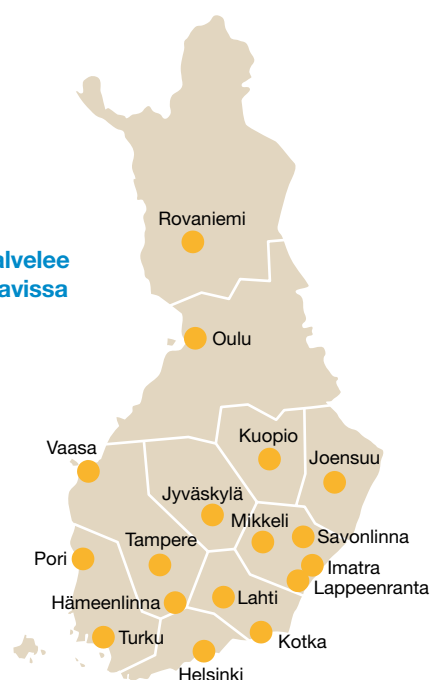 Rovaniemi
alvelee
avissa
Oulu
Kuopio
Vaasa
Joensuu
Jyväskylä
Mikkeli
Savonlinna
Tampere
Pori
Imatra
Lappeenranta
Hämeenlinna
Lahti
Turku
Kotka
Helsinki